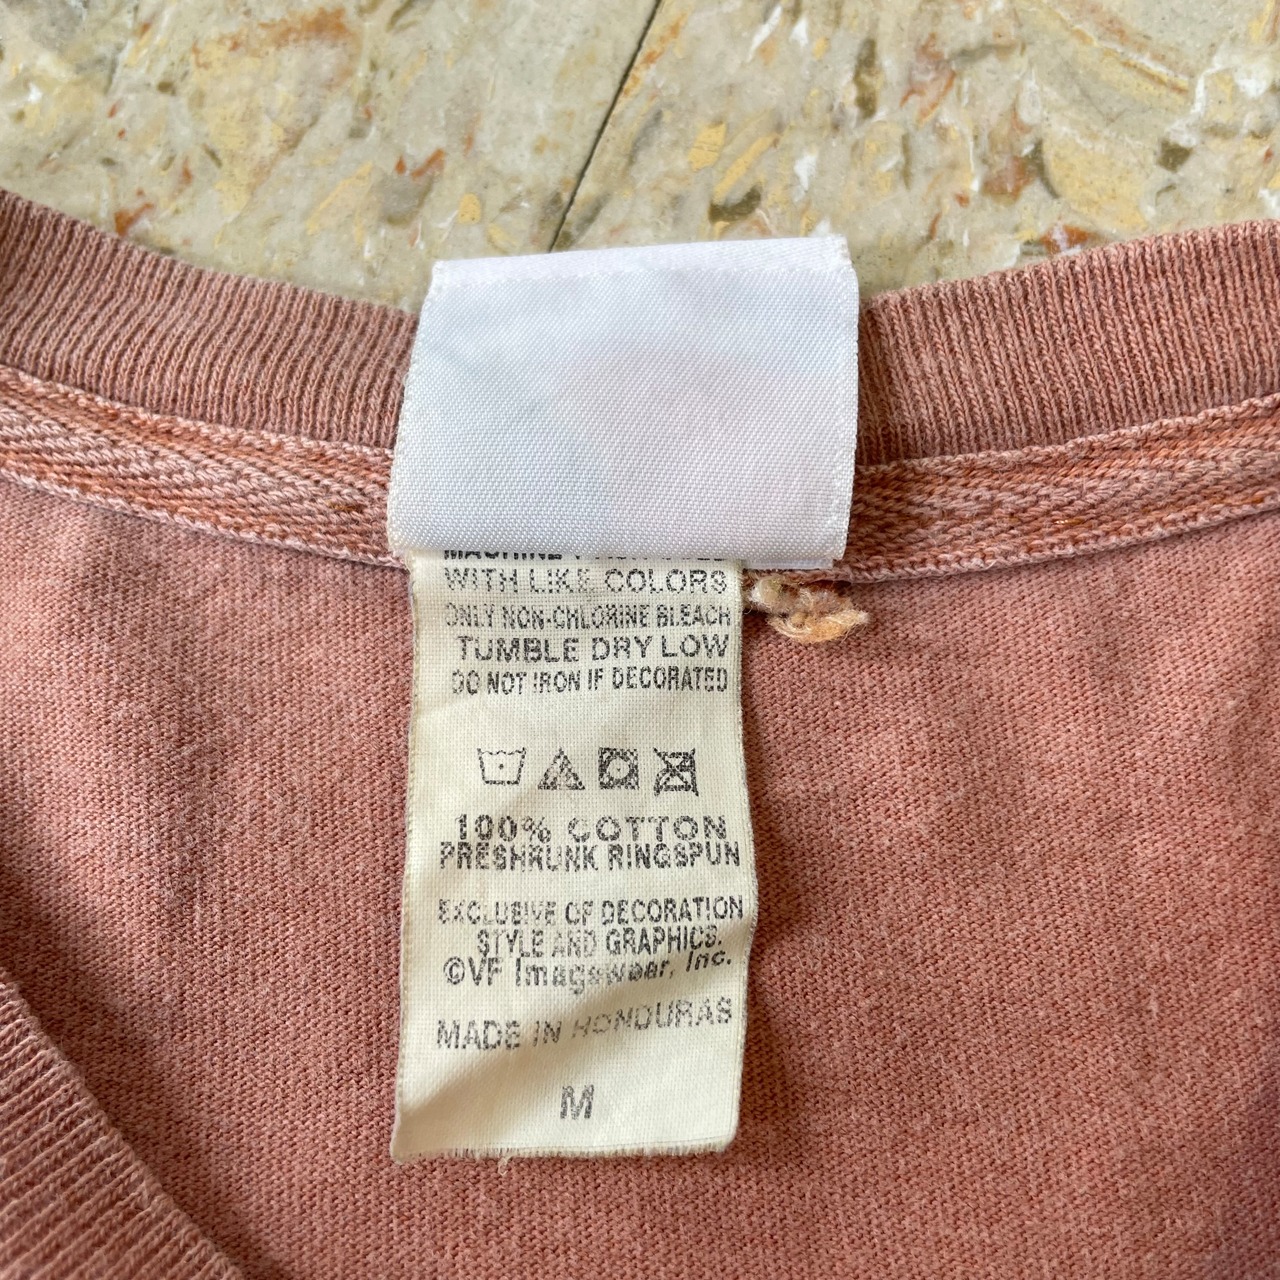 WITH LIKE COLORS
ONLY NON-CHLORINE BLEACH
TUMBLE DRY LOW
DO NOT IRON IF DECORATED
100% COTTON
PRESHRUNK RINGSPUN
EXCLUSIVE OF DECORATION
STYLE AND GRAPHICS.
©VF Imagewear, Inc.
MADE IN HONDURAS
M